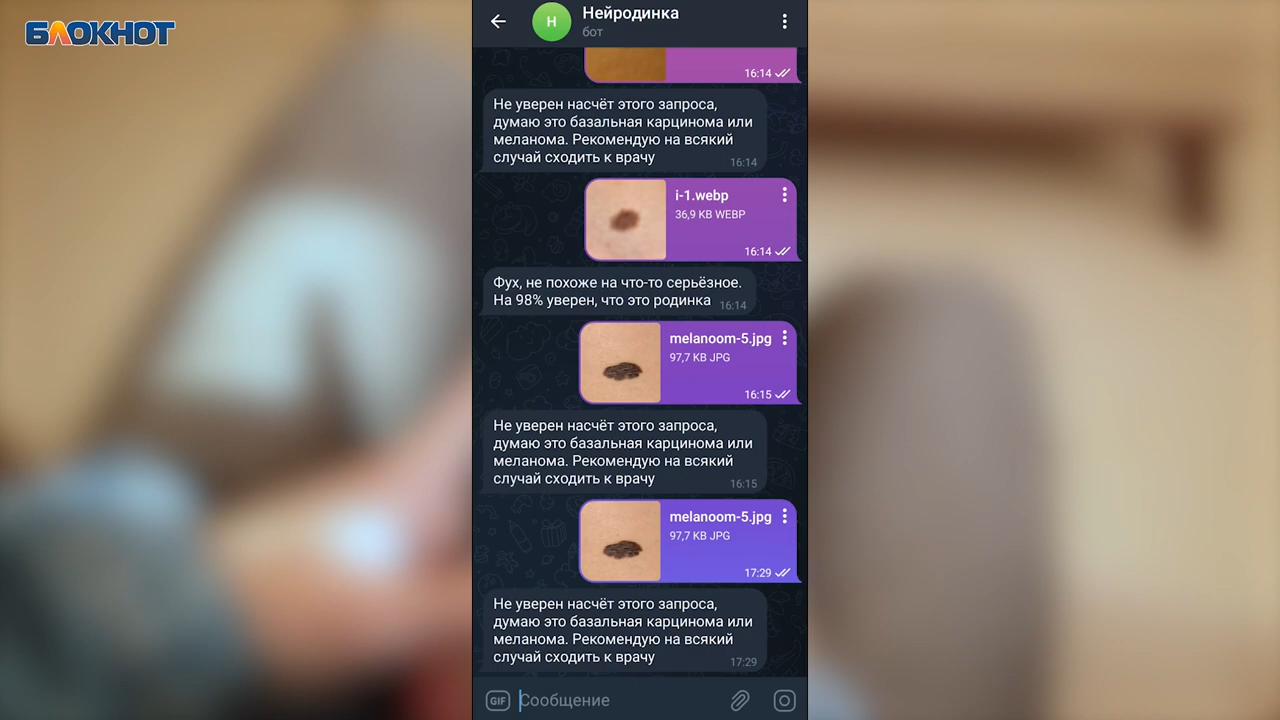 БЛОКНОТ
Н
Нейродинка
бот
16:14
Не уверен насчёт этого запроса,
думаю это базальная карцинома или
меланома. Рекомендую на всякий
случай сходить к врачу
16:14
i-1.webp
36,9 KB WEBP
16:14
Фух, не похоже на что-то серьёзное.
На 98% уверен, что это родинка
16:14
melanoom-5.jpg
97,7 KB JPG
16:15
Не уверен насчёт этого запроса,
думаю это базальная карцинома или
меланома. Рекомендую на всякий
случай сходить к врачу
16:15
melanoom-5.jpg
97,7 KB JPG
17:29
Не уверен насчёт этого запроса,
думаю это базальная карцинома или
меланома. Рекомендую на всякий
случай сходить к врачу
17:29
GIF
Сообщение